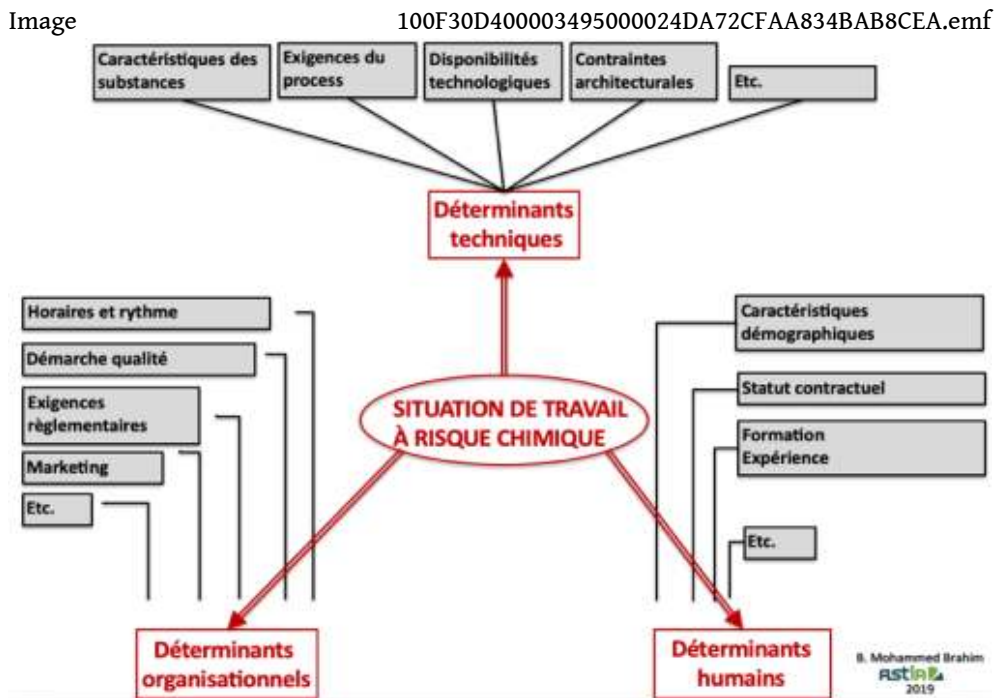 Image 100F30D400003495000024DA72CFAA834BAB8CEA.emf
Caractéristiques des
substances
Exigences du
process
Disponibilités
technologiques
Contraintes
architecturales
Etc.
Déterminants
techniques
Horaires et rythme
Démarche qualité
Exigences
règlementaires
Marketing
Etc.
SITUATION DE TRAVAIL
À RISQUE CHIMIQUE
Caractéristiques
démographiques
Statut contractuel
Formation
Expérience
Etc.
Déterminants
organisationnels
Déterminants
humains
B. Mohammed Brahim
ASTIA
2019